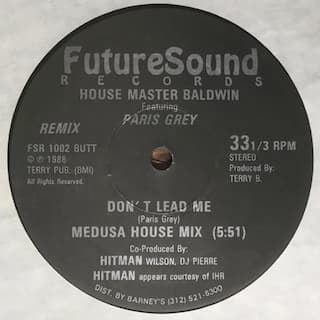 FutureSound
RECORDS
HOUSE MASTER BALDWIN
Featuring
PARIS GREY
REMIX
FSR 1002 BUTT
© ℗ 1988
TERRY PUB. (BMI)
All Rights Reserved.
33 1/3 RPM
STEREO
Produced By:
TERRY B.
DON'T LEAD ME
(Paris Grey)
MEDUSA HOUSE MIX (5:51)
Co-Produced By:
HITMAN WILSON, DJ PIERRE
HITMAN appears courtesy of IHR
DIST. BY BARNEY'S (312) 521-6300